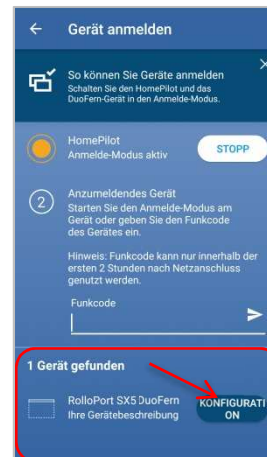 Gerät anmelden
So können Sie Geräte anmelden
Schalten Sie den HomePilot und das
DuoFern-Gerät in den Anmelde-Modus.
HomePilot
Anmelde-Modus aktiv
STOPP
2
Anzumeldendes Gerät
Starten Sie den Anmelde-Modus am
Gerät oder geben Sie den Funkcode
des Gerätes ein.
Hinweis: Funkcode kann nur innerhalb der
ersten 2 Stunden nach Netzanschluss
genutzt werden.
Funkcode
1 Gerät gefunden
RolloPort SX5 DuoFern
Ihre Gerätebeschreibung
KONFIGURATI
ON